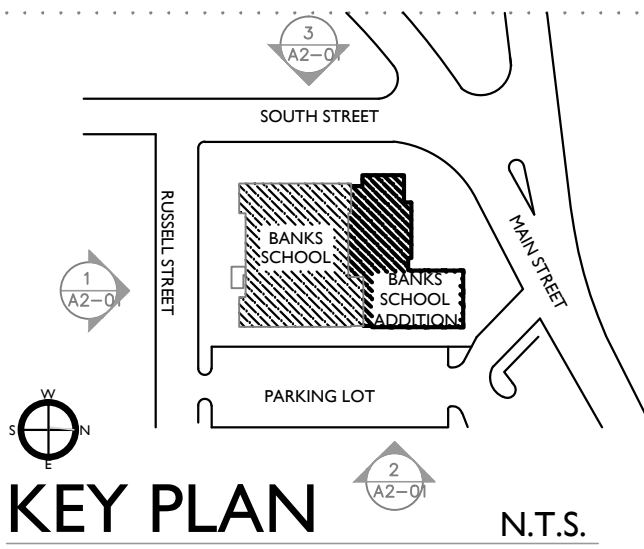 3
A2-01
SOUTH STREET
RUSSELL STREET
MAIN STREET
BANKS
SCHOOL
BANKS
SCHOOL
ADDITION
1
A2-01
PARKING LOT
W
S N
E
2
A2-01
KEY PLAN
N.T.S.